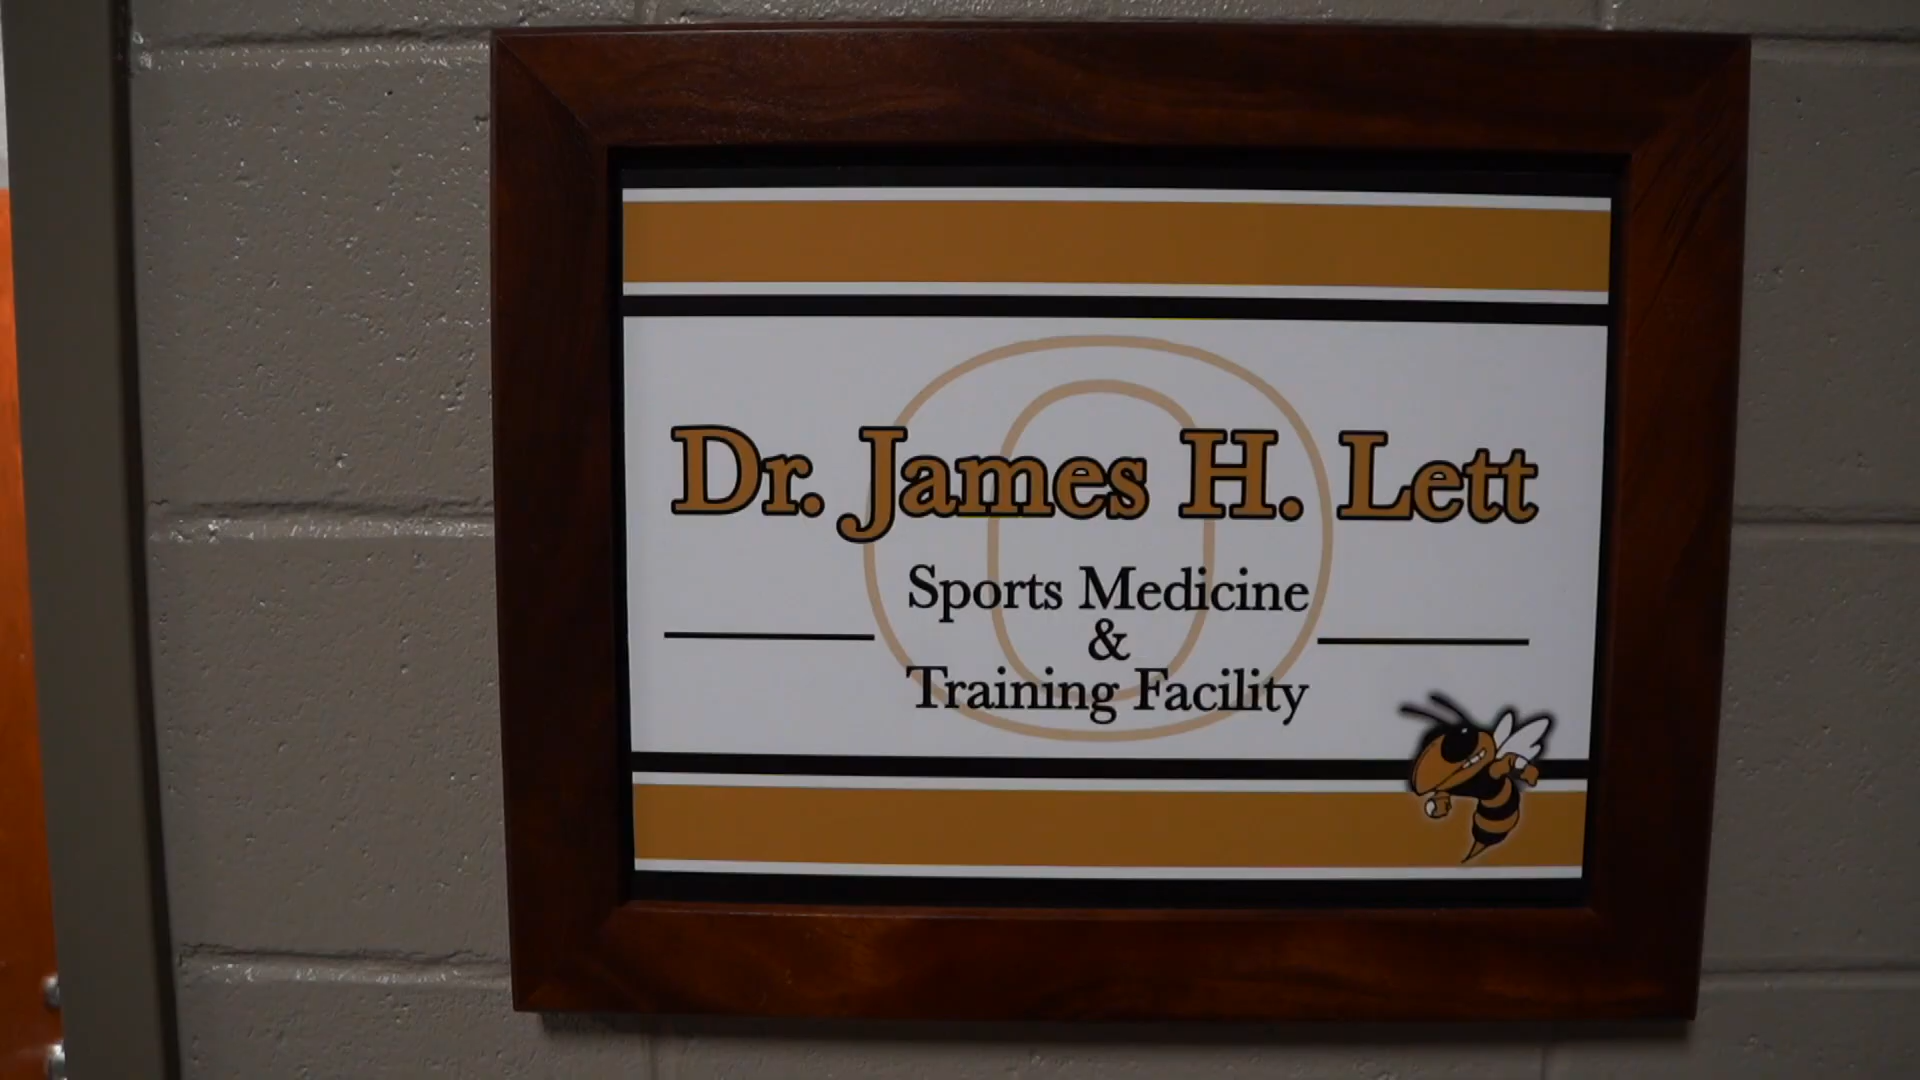 O
Dr. James H. Lett
Sports Medicine
&
Training Facility